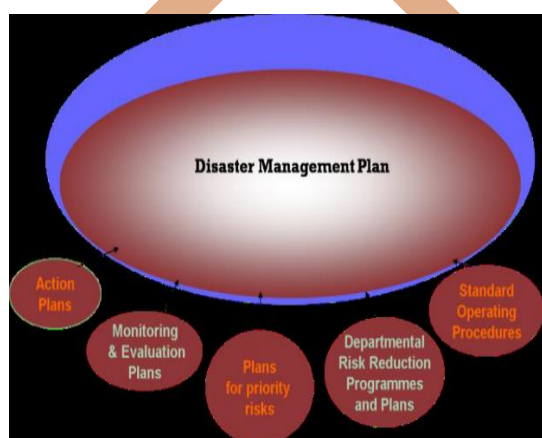 Disaster Management Plan
Action
Plans
Monitoring
& Evaluation
Plans
Plans
for priority
risks
Departmental
Risk Reduction
Programmes
and Plans
Standard
Operating
Procedures